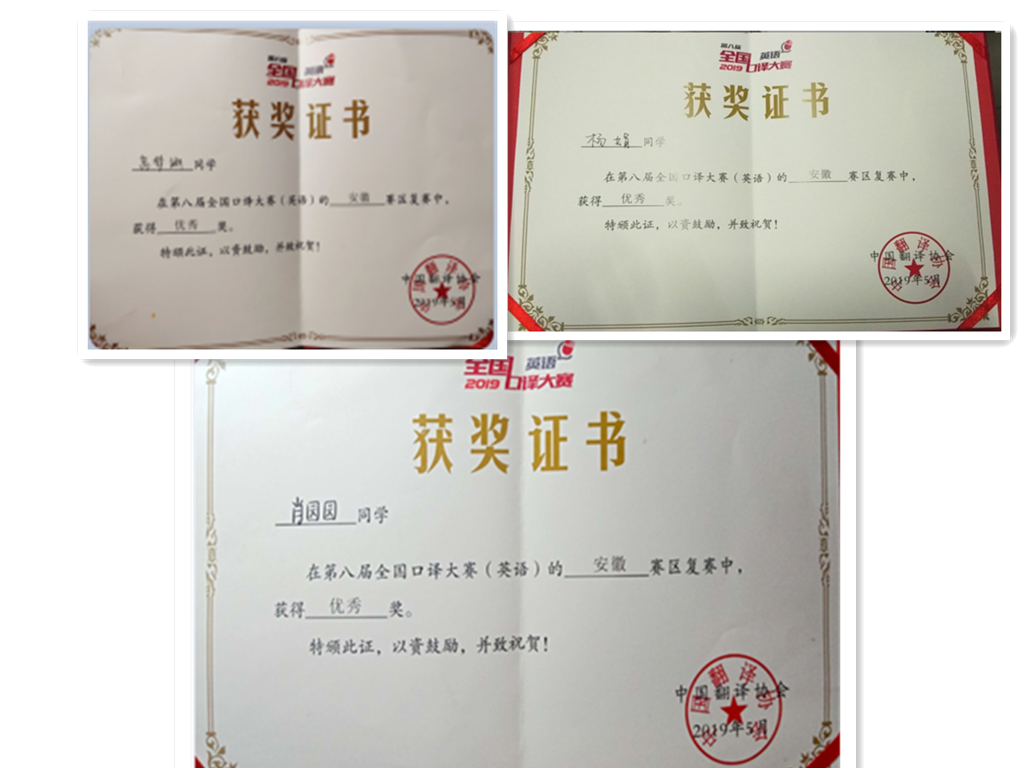 第八届
全国 英语
2019 口译大赛
获奖证书
同学
在第八届全国口译大赛(英语)的 安徽 赛区复赛中,
获得 优秀 奖。
特颁此证,以资鼓励,并致祝贺!
中国翻译协会
2019年5月
第八届
全国 英语
2019 口译大赛
获奖证书
杨娟 同学
在第八届全国口译大赛(英语)的 安徽 赛区复赛中,
获得 优秀 奖。
特颁此证,以资鼓励,并致祝贺!
中国翻译协会
2019年5月
全国 英语
2019 口译大赛
获奖证书
肖囡囡 同学
在第八届全国口译大赛(英语)的 安徽 赛区复赛中,
获得 优秀 奖。
特颁此证,以资鼓励,并致祝贺!
中国翻译协会
2019年5月